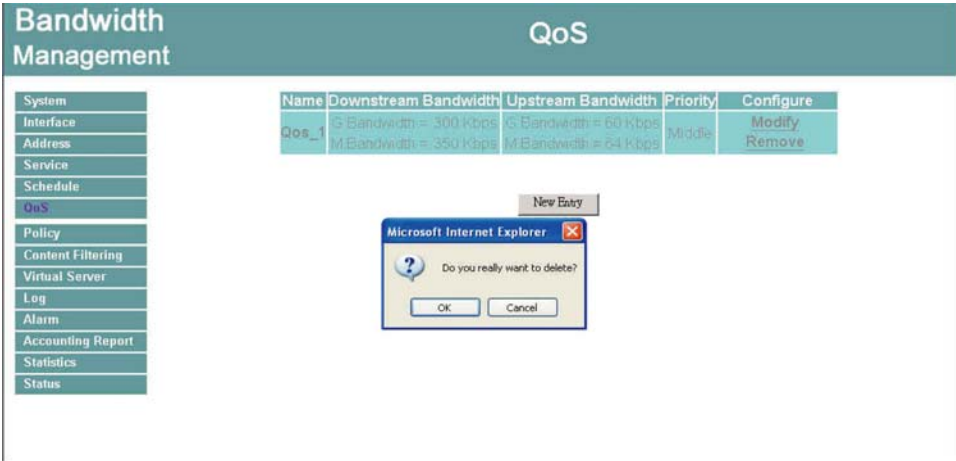 Bandwidth
Management
QoS
System
Interface
Address
Service
Schedule
QoS
Policy
Content Filtering
Virtual Server
Log
Alarm
Accounting Report
Statistics
Status
Name Downstream Bandwidth Upstream Bandwidth Priority Configure
Qos_1 G.Bandwidth = 300 Kbps G.Bandwidth = 60 Kbps Middle Modify
M.Bandwidth = 350 Kbps M.Bandwidth = 64 Kbps Remove
New Entry
Microsoft Internet Explorer
Do you really want to delete?
OK Cancel